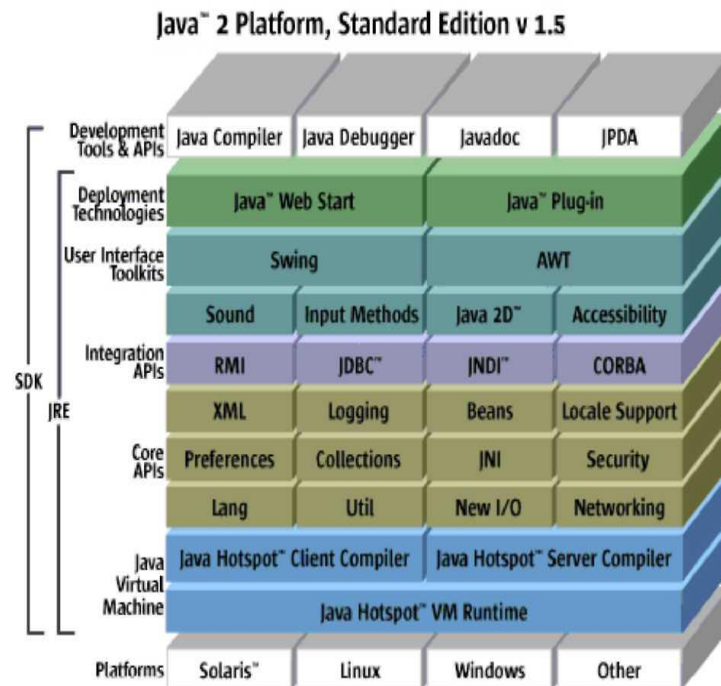 Java™ 2 Platform, Standard Edition v 1.5
Development
Tools & APIs
Java Compiler
Java Debugger
Javadoc
JPDA
Deployment
Technologies
Java™ Web Start
Java™ Plug-in
User Interface
Toolkits
Swing
AWT
Sound
Input Methods
Java 2D™
Accessibility
Integration
APIs
RMI
JDBC™
JNDI™
CORBA
SDK
JRE
XML
Logging
Beans
Locale Support
Core
APIs
Preferences
Collections
JNI
Security
Lang
Util
New I/O
Networking
Java
Virtual
Machine
Java Hotspot™ Client Compiler
Java Hotspot™ Server Compiler
Java Hotspot™ VM Runtime
Platforms
Solaris™
Linux
Windows
Other